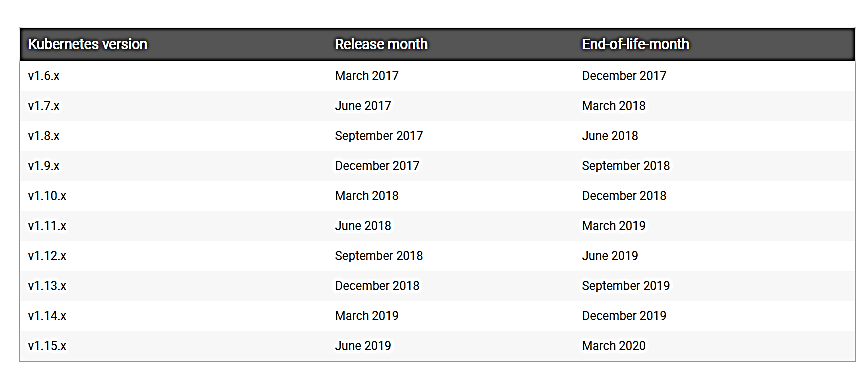 Kubernetes version Release month End-of-life-month
v1.6.x March 2017 December 2017
v1.7.x June 2017 March 2018
v1.8.x September 2017 June 2018
v1.9.x December 2017 September 2018
v1.10.x March 2018 December 2018
v1.11.x June 2018 March 2019
v1.12.x September 2018 June 2019
v1.13.x December 2018 September 2019
v1.14.x March 2019 December 2019
v1.15.x June 2019 March 2020